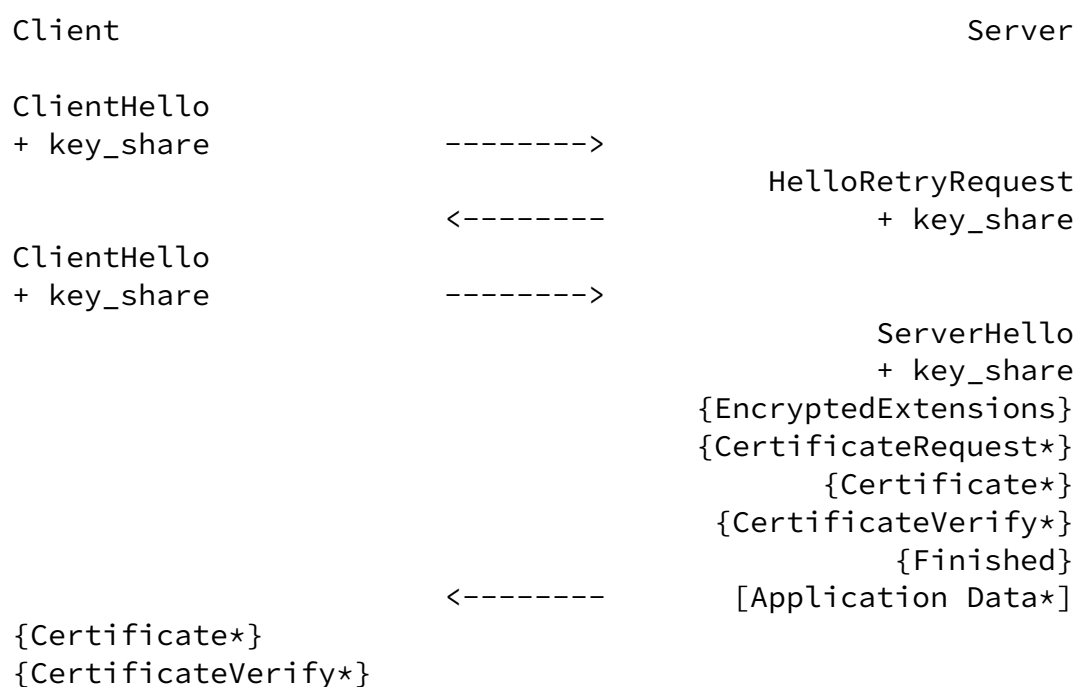 Client                                           Server

ClientHello
+ key_share             -------->
                                      HelloRetryRequest
                        <--------           + key_share
ClientHello
+ key_share             -------->
                                            ServerHello
                                            + key_share
                                  {EncryptedExtensions}
                                  {CertificateRequest*}
                                         {Certificate*}
                                   {CertificateVerify*}
                                             {Finished}
                        <--------    [Application Data*]
{Certificate*}
{CertificateVerify*}